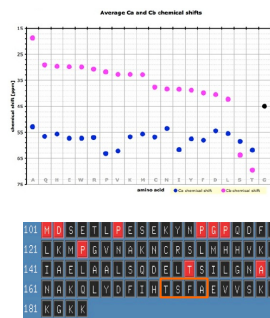 Average Ca and Cb chemical shifts
15
25
35
45
55
65
75
chemical shift [ppm]
amino acid
Ca chemical shift Cb chemical shift
101 M D S E T L P E S E K Y N P G P Q D F
121 L K M P G V N A K N C R S L M H H V K
141 I A E L A A L S Q D E L T S I L G N A
161 N A K Q L Y D F I H T S F A E V V S K
181 K G K K